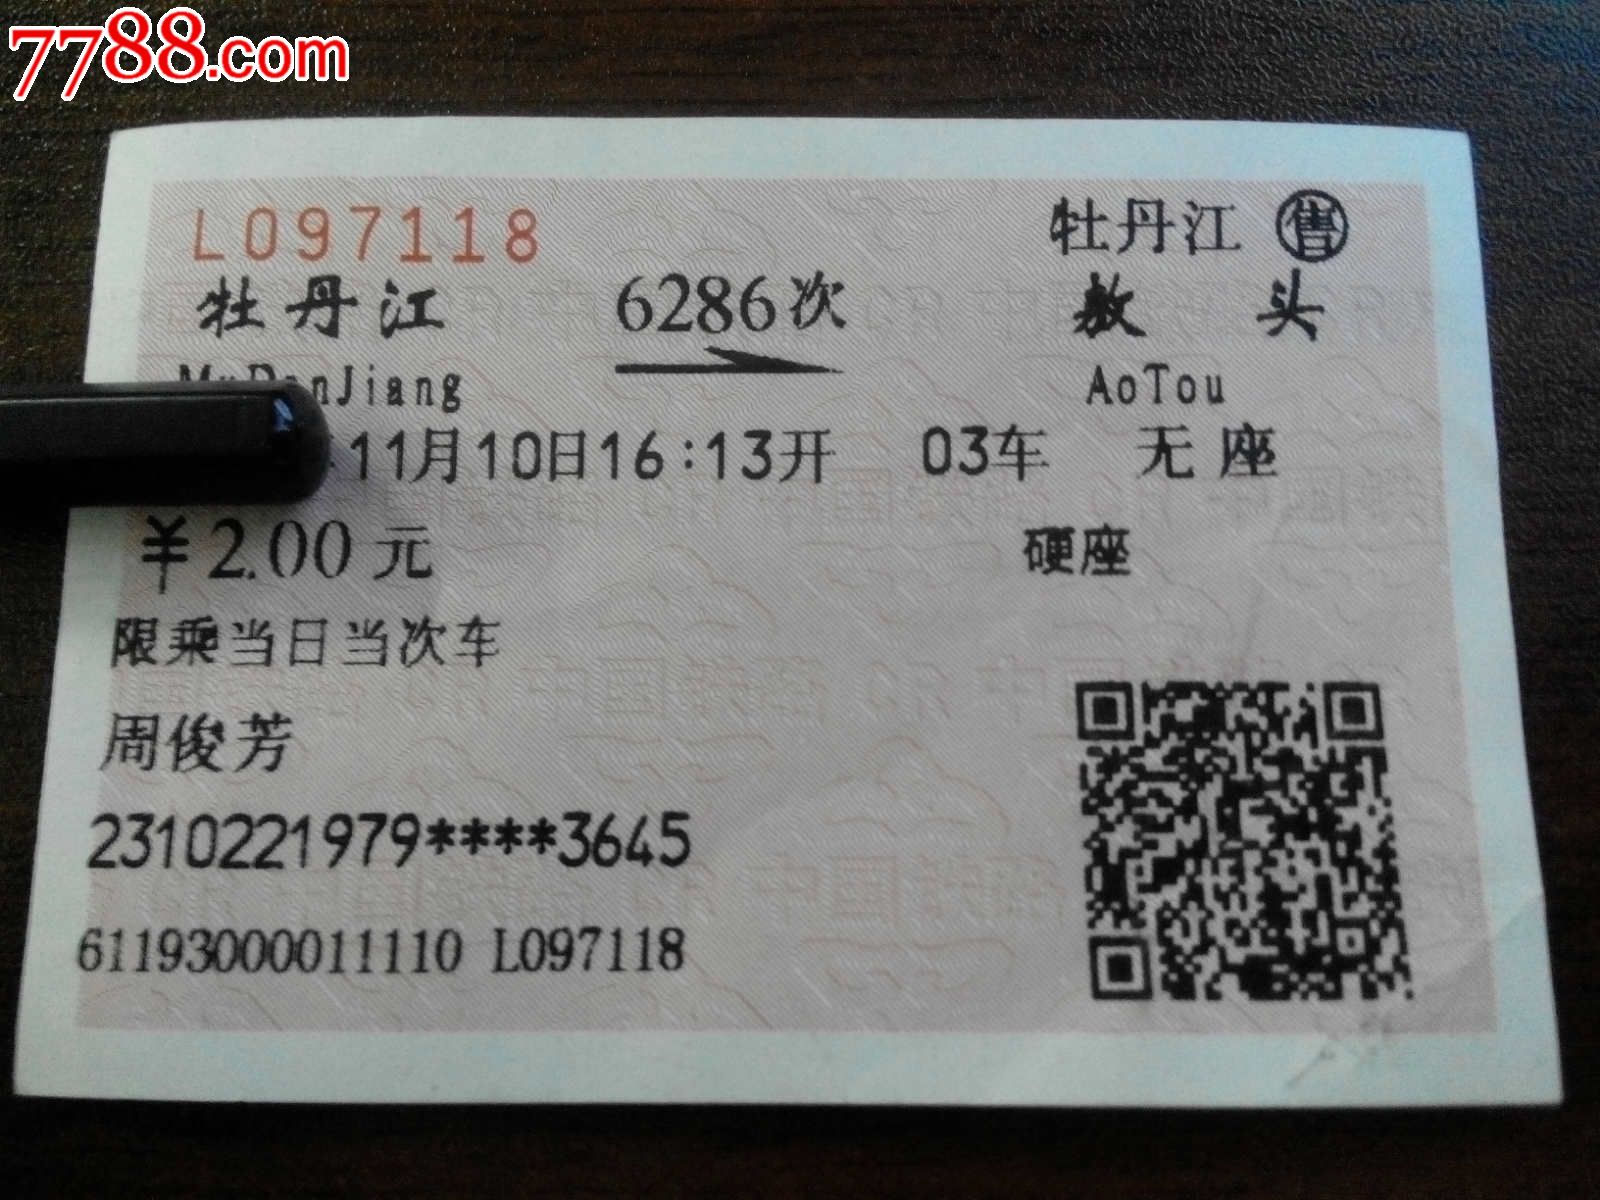 7788.com
L097118
牡丹江 售
牡丹江 6286次 敖头
MuDanJiang AoTou
11月10日16:13开 03车 无座
¥2.00元 硬座
限乘当日当次车
周俊芳
2310221979****3645
61193000011110 L097118